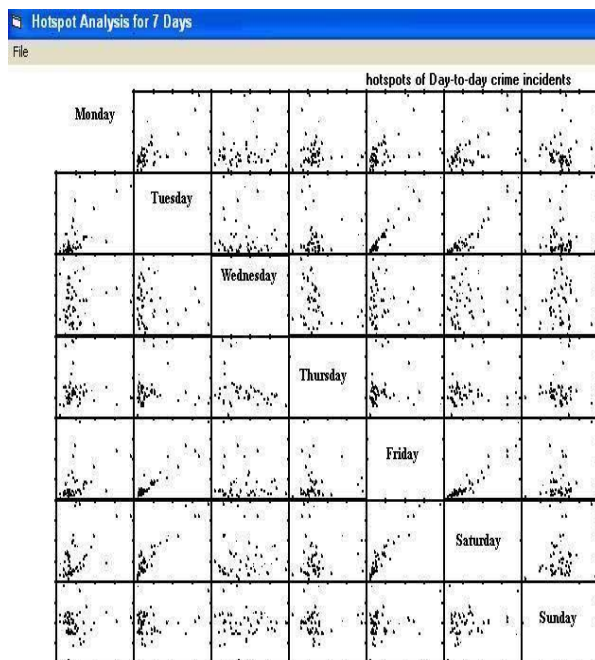 Hotspot Analysis for 7 Days
File
hotspots of Day-to-day crime incidents
Monday
Tuesday
Wednesday
Thursday
Friday
Saturday
Sunday